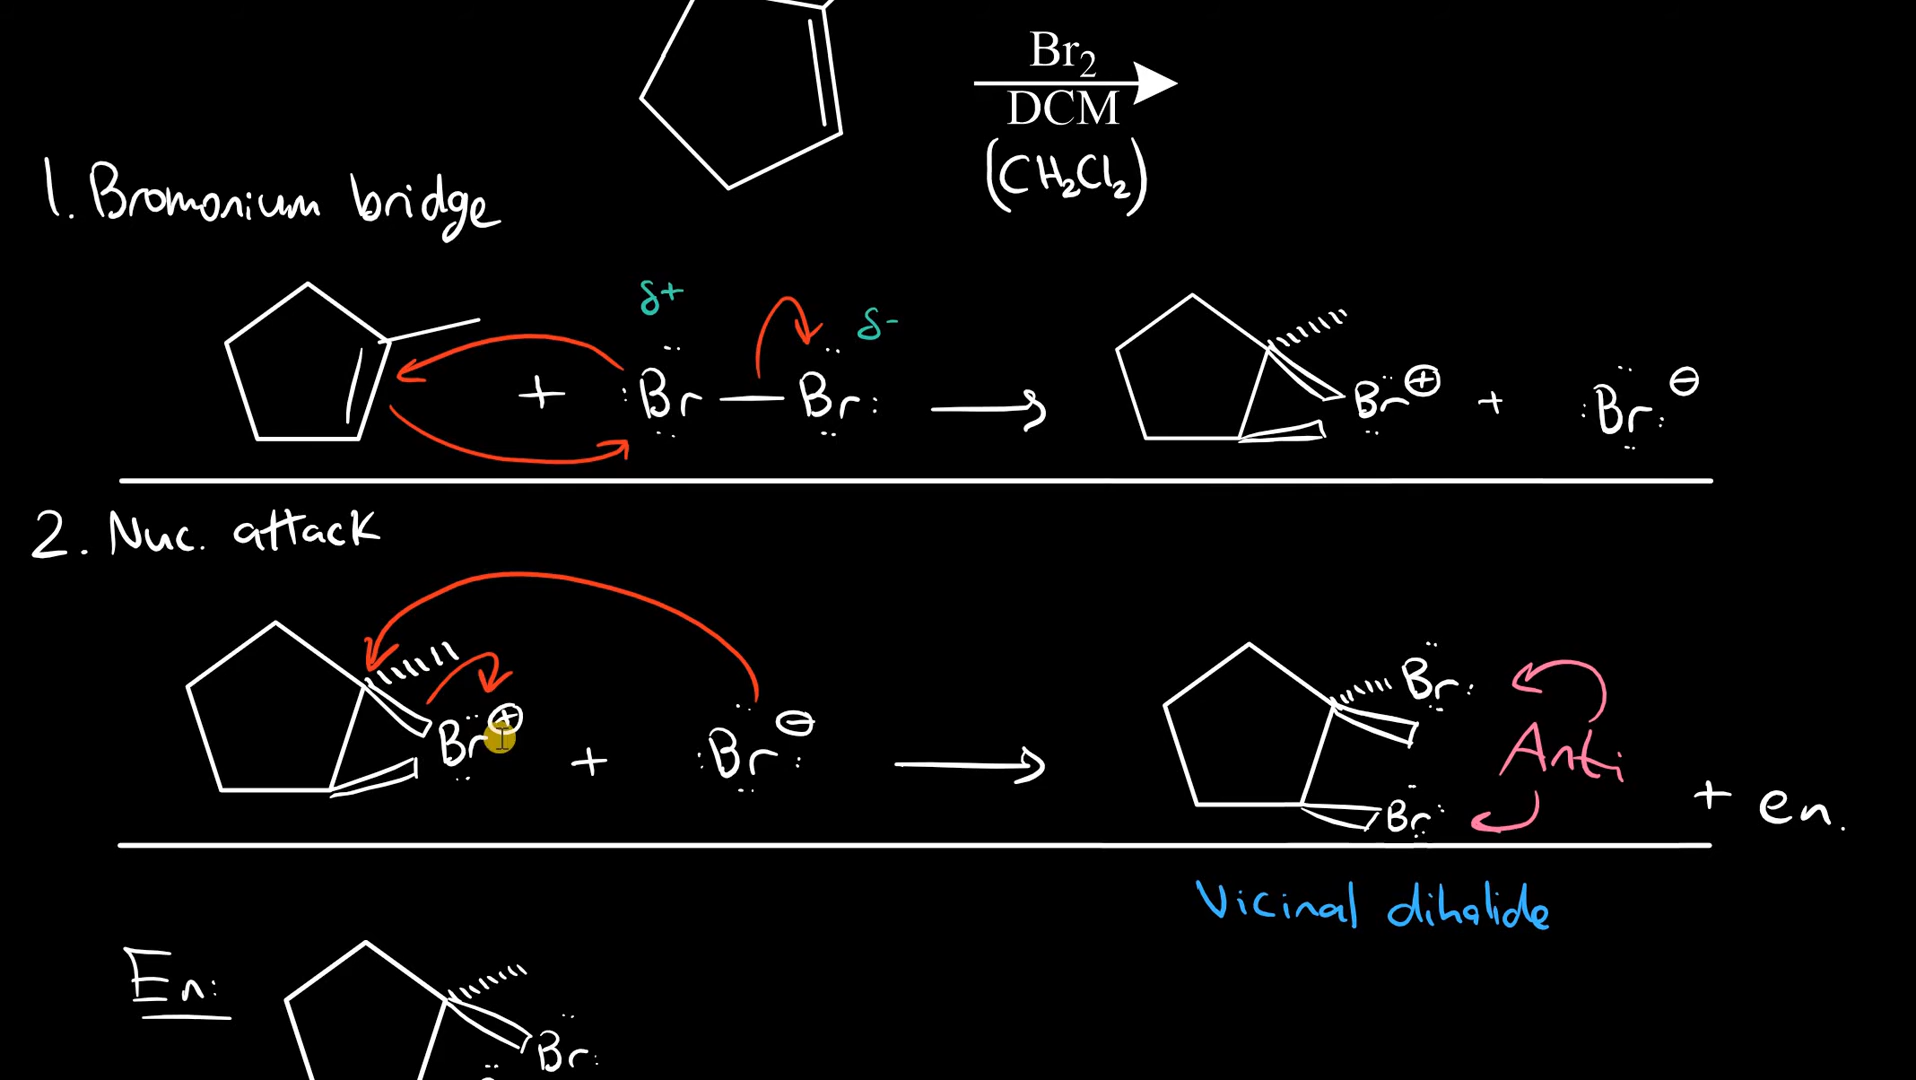 Br2
DCM
(CH2Cl2)
1. Bromonium bridge
δ+
δ-
+ :Br — Br: → Br⊕ + :Br:⊖
2. Nuc. attack
Br⊕ + :Br:⊖ → Br:
Anti
Br: + en.
Vicinal dihalide
En:
Br: